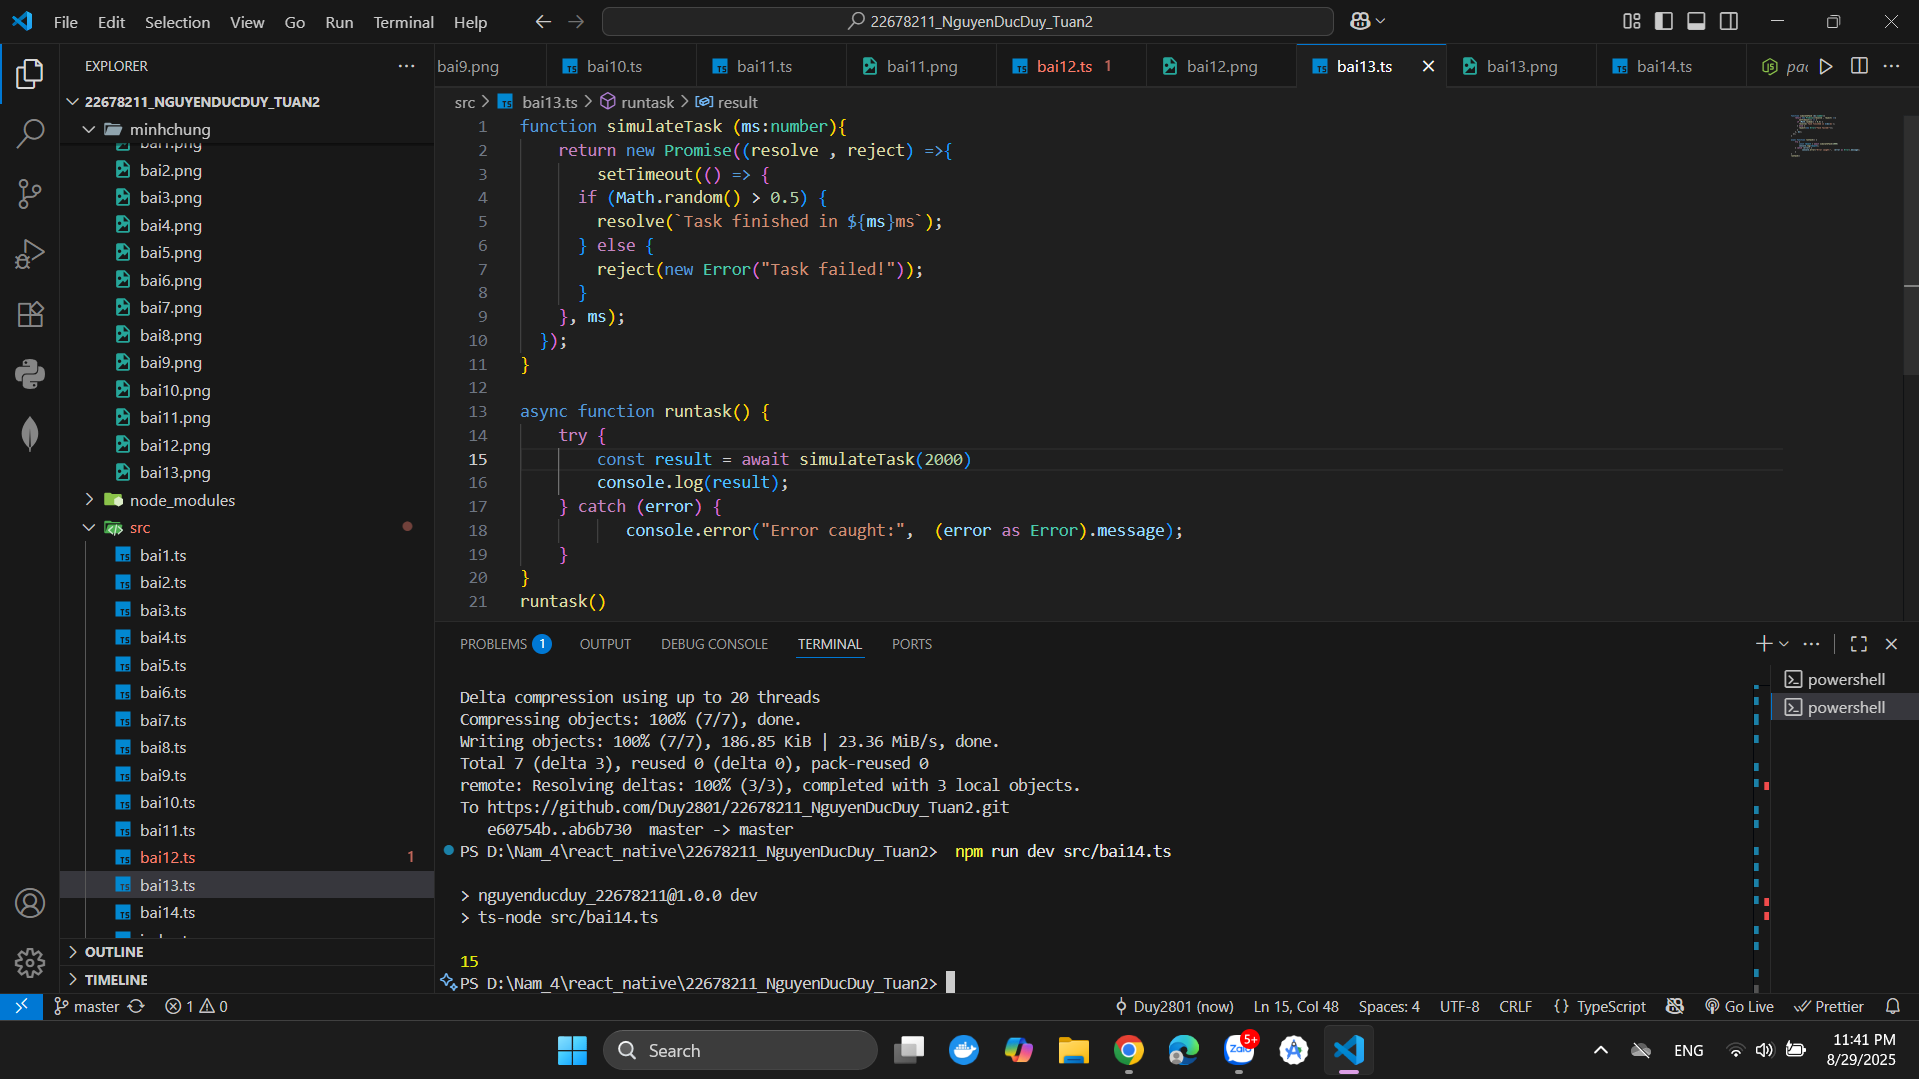 File Edit Selection View Go Run Terminal Help
22678211_NguyenDucDuy_Tuan2
EXPLORER
22678211_NGUYENDUCDUY_TUAN2
minhchung
bai1.png
bai2.png
bai3.png
bai4.png
bai5.png
bai6.png
bai7.png
bai8.png
bai9.png
bai10.png
bai11.png
bai12.png
bai13.png
node_modules
src
bai1.ts
bai2.ts
bai3.ts
bai4.ts
bai5.ts
bai6.ts
bai7.ts
bai8.ts
bai9.ts
bai10.ts
bai11.ts
bai12.ts 1
bai13.ts
bai14.ts
OUTLINE
TIMELINE
bai9.png bai10.ts bai11.ts bai11.png bai12.ts 1 bai12.png bai13.ts bai13.png bai14.ts pac
src > bai13.ts > runtask > result
1 function simulateTask (ms:number){
2 return new Promise((resolve , reject) =>{
3 setTimeout(() => {
4 if (Math.random() > 0.5) {
5 resolve(`Task finished in ${ms}ms`);
6 } else {
7 reject(new Error("Task failed!"));
8 }
9 }, ms);
10 });
11 }
12
13 async function runtask() {
14 try {
15 const result = await simulateTask(2000)
16 console.log(result);
17 } catch (error) {
18 console.error("Error caught:",  (error as Error).message);
19 }
20 }
21 runtask()
PROBLEMS 1 OUTPUT DEBUG CONSOLE TERMINAL PORTS
powershell
powershell
Delta compression using up to 20 threads
Compressing objects: 100% (7/7), done.
Writing objects: 100% (7/7), 186.85 KiB | 23.36 MiB/s, done.
Total 7 (delta 3), reused 0 (delta 0), pack-reused 0
remote: Resolving deltas: 100% (3/3), completed with 3 local objects.
To https://github.com/Duy2801/22678211_NguyenDucDuy_Tuan2.git
e60754b..ab6b730  master -> master
PS D:\Nam_4\react_native\22678211_NguyenDucDuy_Tuan2>  npm run dev src/bai14.ts
> nguyenducduy_22678211@1.0.0 dev
> ts-node src/bai14.ts
15
PS D:\Nam_4\react_native\22678211_NguyenDucDuy_Tuan2>
master 1 0 Duy2801 (now) Ln 15, Col 48 Spaces: 4 UTF-8 CRLF {} TypeScript Go Live Prettier
Search
Zalo 5+
ENG
11:41 PM
8/29/2025